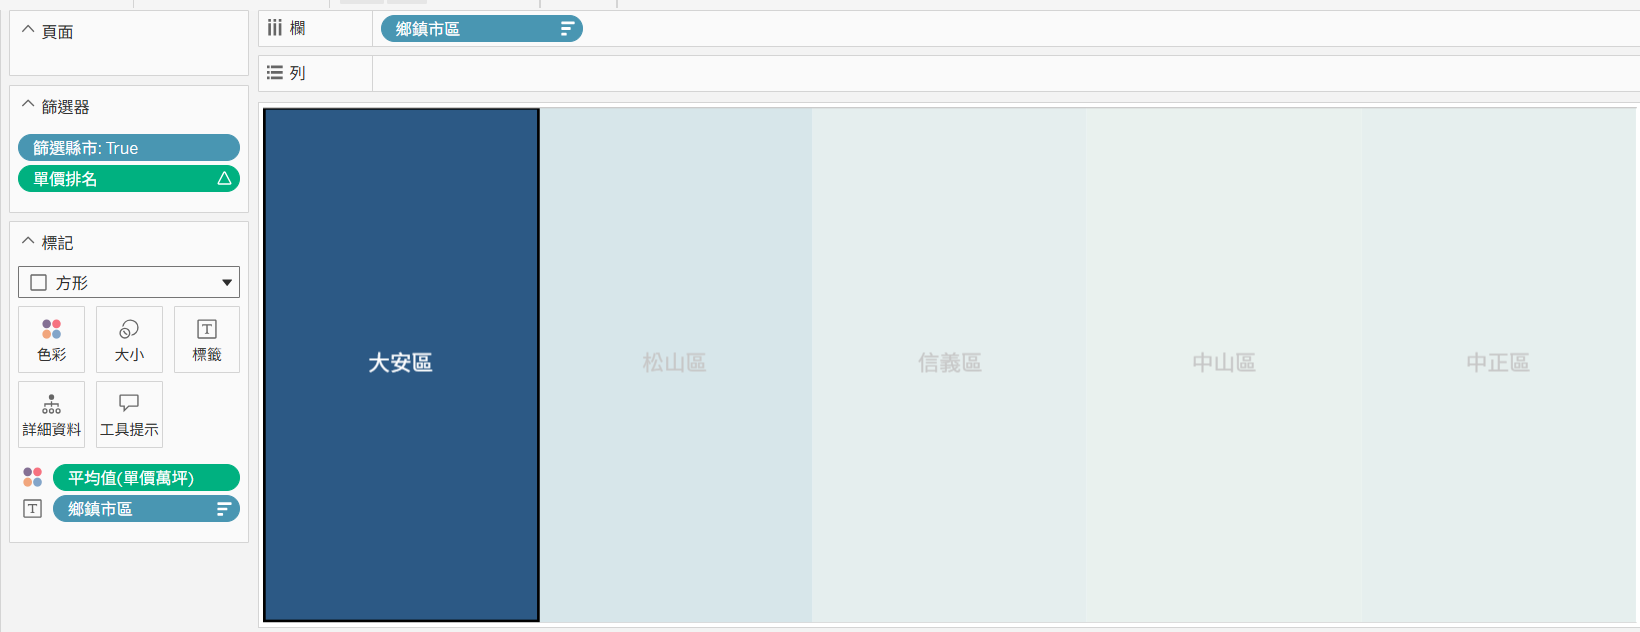 頁面
篩選器
篩選縣市: True
單價排名
標記
方形
色彩
大小
標籤
詳細資料
工具提示
平均值(單價萬坪)
鄉鎮市區
欄
鄉鎮市區
列
大安區
松山區
信義區
中山區
中正區